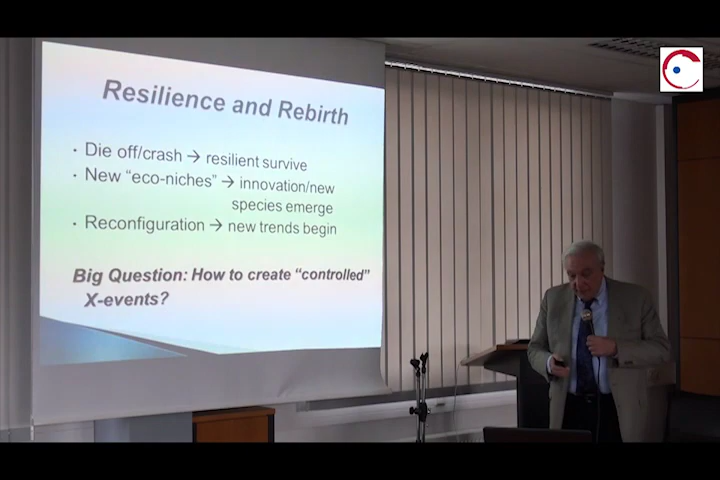 Resilience and Rebirth
· Die off/crash → resilient survive
· New “eco-niches” → innovation/new
species emerge
· Reconfiguration → new trends begin
Big Question: How to create “controlled”
X-events?